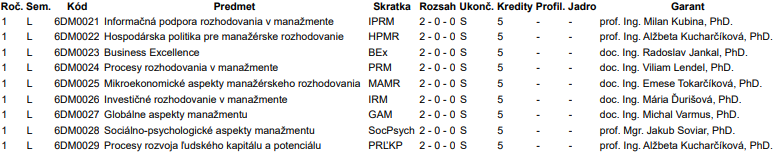 Roč. Sem. Kód Predmet Skratka Rozsah Ukonč. Kredity Profil. Jadro Garant
1 L 6DM0021 Informačná podpora rozhodovania v manažmente IPRM 2 - 0 - 0 S 5 - - prof. Ing. Milan Kubina, PhD.
1 L 6DM0022 Hospodárska politika pre manažérske rozhodovanie HPMR 2 - 0 - 0 S 5 - - prof. Ing. Alžbeta Kucharčíková, PhD.
1 L 6DM0023 Business Excellence BEx 2 - 0 - 0 S 5 - - doc. Ing. Radoslav Jankal, PhD.
1 L 6DM0024 Procesy rozhodovania v manažmente PRM 2 - 0 - 0 S 5 - - doc. Ing. Viliam Lendel, PhD.
1 L 6DM0025 Mikroekonomické aspekty manažérskeho rozhodovania MAMR 2 - 0 - 0 S 5 - - doc. Ing. Emese Tokarčíková, PhD.
1 L 6DM0026 Investičné rozhodovanie v manažmente IRM 2 - 0 - 0 S 5 - - doc. Ing. Mária Ďurišová, PhD.
1 L 6DM0027 Globálne aspekty manažmentu GAM 2 - 0 - 0 S 5 - - doc. Ing. Michal Varmus, PhD.
1 L 6DM0028 Sociálno-psychologické aspekty manažmentu SocPsych 2 - 0 - 0 S 5 - - prof. Mgr. Jakub Soviar, PhD.
1 L 6DM0029 Procesy rozvoja ľudského kapitálu a potenciálu PRĽKP 2 - 0 - 0 S 5 - - prof. Ing. Alžbeta Kucharčíková, PhD.